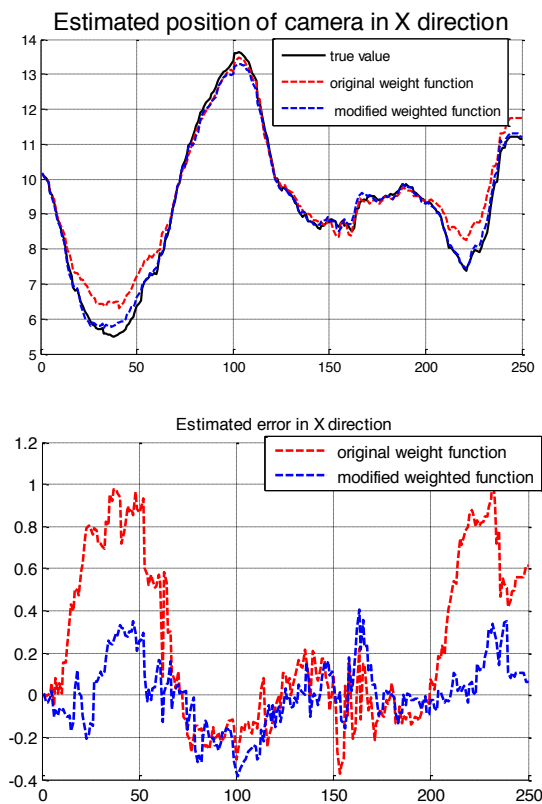 Estimated position of camera in X direction
true value
original weight function
modified weighted function
14
13
12
11
10
9
8
7
6
5
0 50 100 150 200 250
Estimated error in X direction
original weight function
modified weighted function
1.2
1
0.8
0.6
0.4
0.2
0
-0.2
-0.4
0 50 100 150 200 250